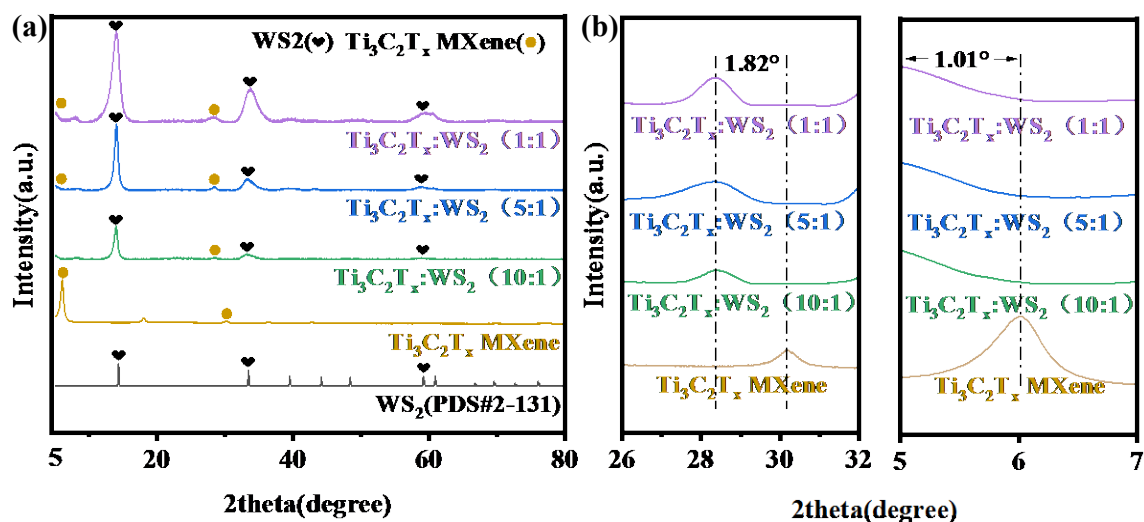 (a)
WS2(♥) Ti₃C₂Tₓ MXene(●)
Ti₃C₂Tₓ:WS₂（1:1）
Ti₃C₂Tₓ:WS₂（5:1）
Ti₃C₂Tₓ:WS₂（10:1）
Ti₃C₂Tₓ MXene
WS₂(PDS#2-131)
Intensity(a.u.)
5 20 40 60 80
2theta(degree)
(b)
1.82°
Ti₃C₂Tₓ:WS₂（1:1）
Ti₃C₂Tₓ:WS₂（5:1）
Ti₃C₂Tₓ:WS₂（10:1）
Ti₃C₂Tₓ MXene
Intensity(a.u.)
26 28 30 32
1.01°
Ti₃C₂Tₓ:WS₂（1:1）
Ti₃C₂Tₓ:WS₂（5:1）
Ti₃C₂Tₓ:WS₂（10:1）
Ti₃C₂Tₓ MXene
5 6 7
2theta(degree)